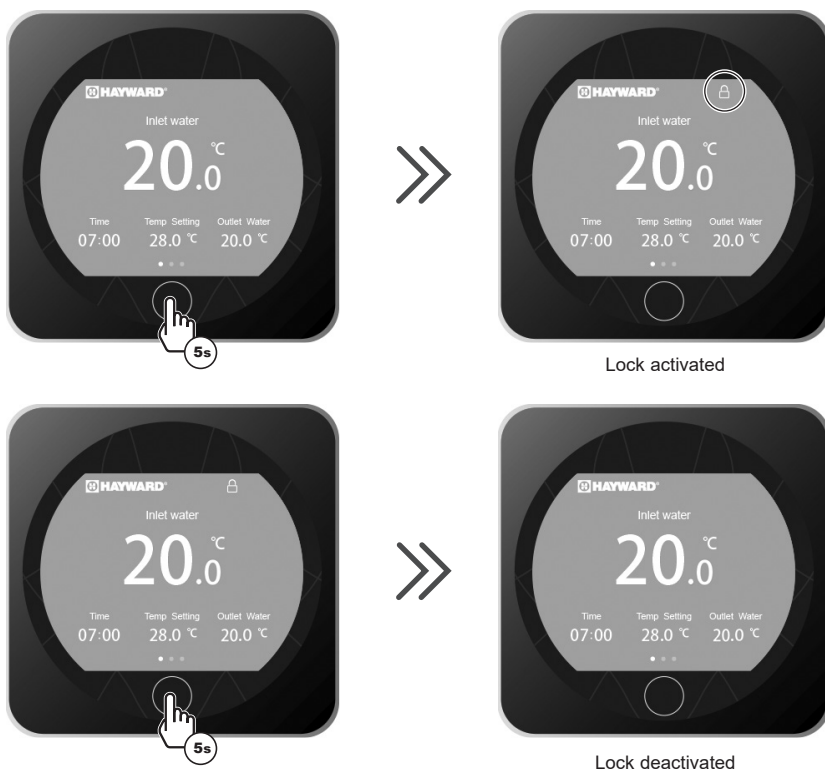 HAYWARD®
Inlet water
20.0 ℃
Time Temp Setting Outlet Water
07:00 28.0 ℃ 20.0 ℃
5s
HAYWARD®
Inlet water
20.0 ℃
Time Temp Setting Outlet Water
07:00 28.0 ℃ 20.0 ℃
Lock activated
HAYWARD®
Inlet water
20.0 ℃
Time Temp Setting Outlet Water
07:00 28.0 ℃ 20.0 ℃
5s
HAYWARD®
Inlet water
20.0 ℃
Time Temp Setting Outlet Water
07:00 28.0 ℃ 20.0 ℃
Lock deactivated